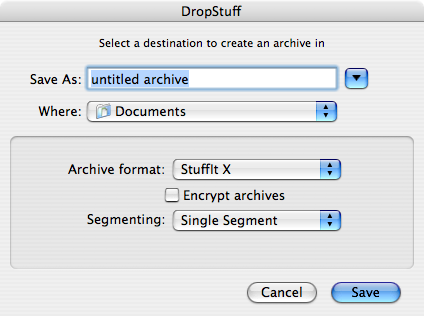 DropStuff
Select a destination to create an archive in
Save As: untitled archive
Where: Documents
Archive format: StuffIt X
Encrypt archives
Segmenting: Single Segment
Cancel Save